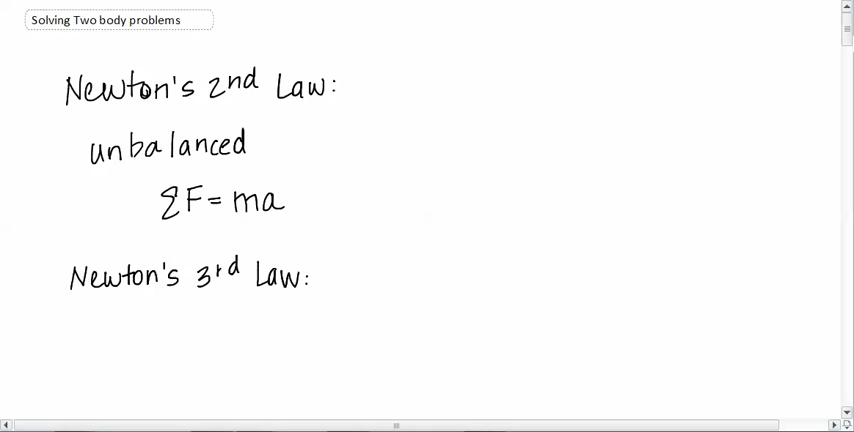 Solving Two body problems
Newton's 2nd Law:
unbalanced
ΣF = ma
Newton's 3rd Law: